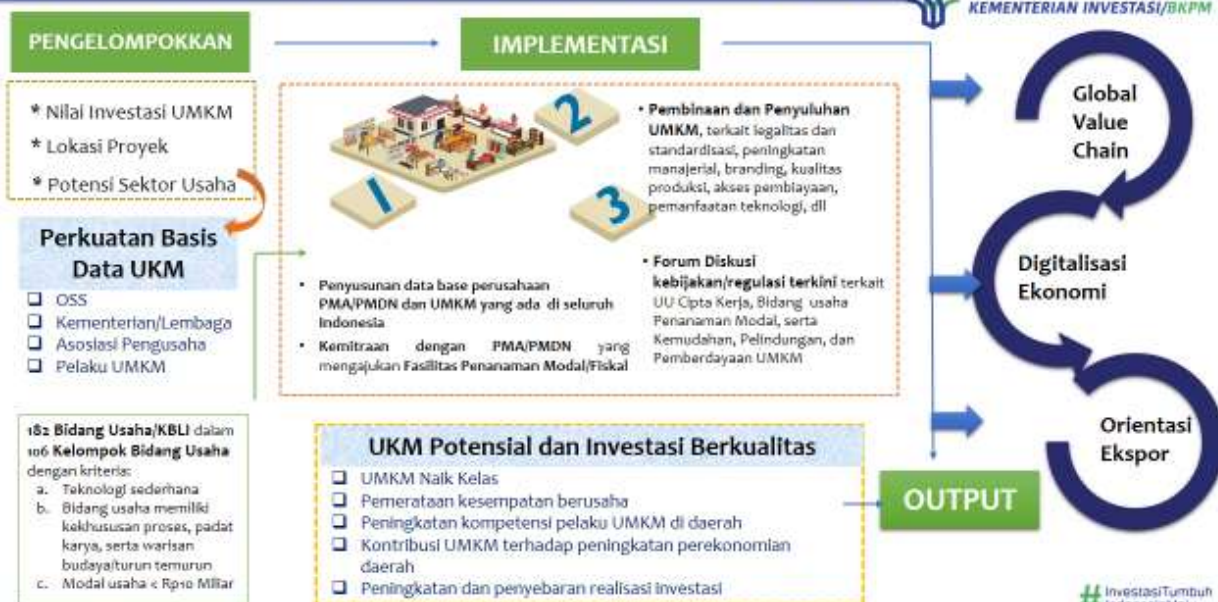 KEMENTERIAN INVESTASI/BKPM
PENGELOMPOKKAN
IMPLEMENTASI
* Nilai Investasi UMKM
* Lokasi Proyek
* Potensi Sektor Usaha
Perkuatan Basis
Data UKM
❑ OSS
❑ Kementerian/Lembaga
❑ Asosiasi Pengusaha
❑ Pelaku UMKM
182 Bidang Usaha/KBLI dalam
106 Kelompok Bidang Usaha
dengan kriteria:
a. Teknologi sederhana
b. Bidang usaha memiliki
kekhususan proses, padat
karya, serta warisan
budaya/turun temurun
c. Modal usaha < Rp10 Miliar
1
2
3
• Penyusunan data base perusahaan
PMA/PMDN dan UMKM yang ada di seluruh
Indonesia
• Kemitraan dengan PMA/PMDN yang
mengajukan Fasilitas Penanaman Modal/Fiskal
• Pembinaan dan Penyuluhan
UMKM, terkait legalitas dan
standardisasi, peningkatan
manajerial, branding, kualitas
produksi, akses pembiayaan,
pemanfaatan teknologi, dll
• Forum Diskusi
kebijakan/regulasi terkini terkait
UU Cipta Kerja, Bidang usaha
Penanaman Modal, serta
Kemudahan, Pelindungan, dan
Pemberdayaan UMKM
UKM Potensial dan Investasi Berkualitas
❑ UMKM Naik Kelas
❑ Pemerataan kesempatan berusaha
❑ Peningkatan kompetensi pelaku UMKM di daerah
❑ Kontribusi UMKM terhadap peningkatan perekonomian
daerah
❑ Peningkatan dan penyebaran realisasi investasi
OUTPUT
Global
Value
Chain
Digitalisasi
Ekonomi
Orientasi
Ekspor
# InvestasiTumbuh